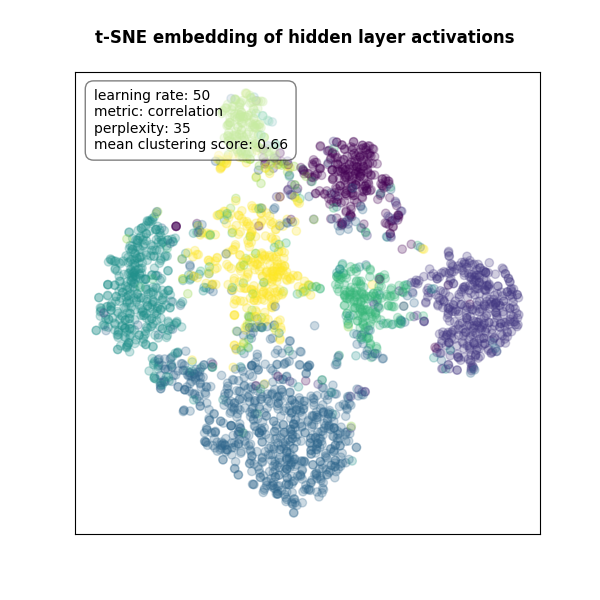 t-SNE embedding of hidden layer activations
learning rate: 50
metric: correlation
perplexity: 35
mean clustering score: 0.66